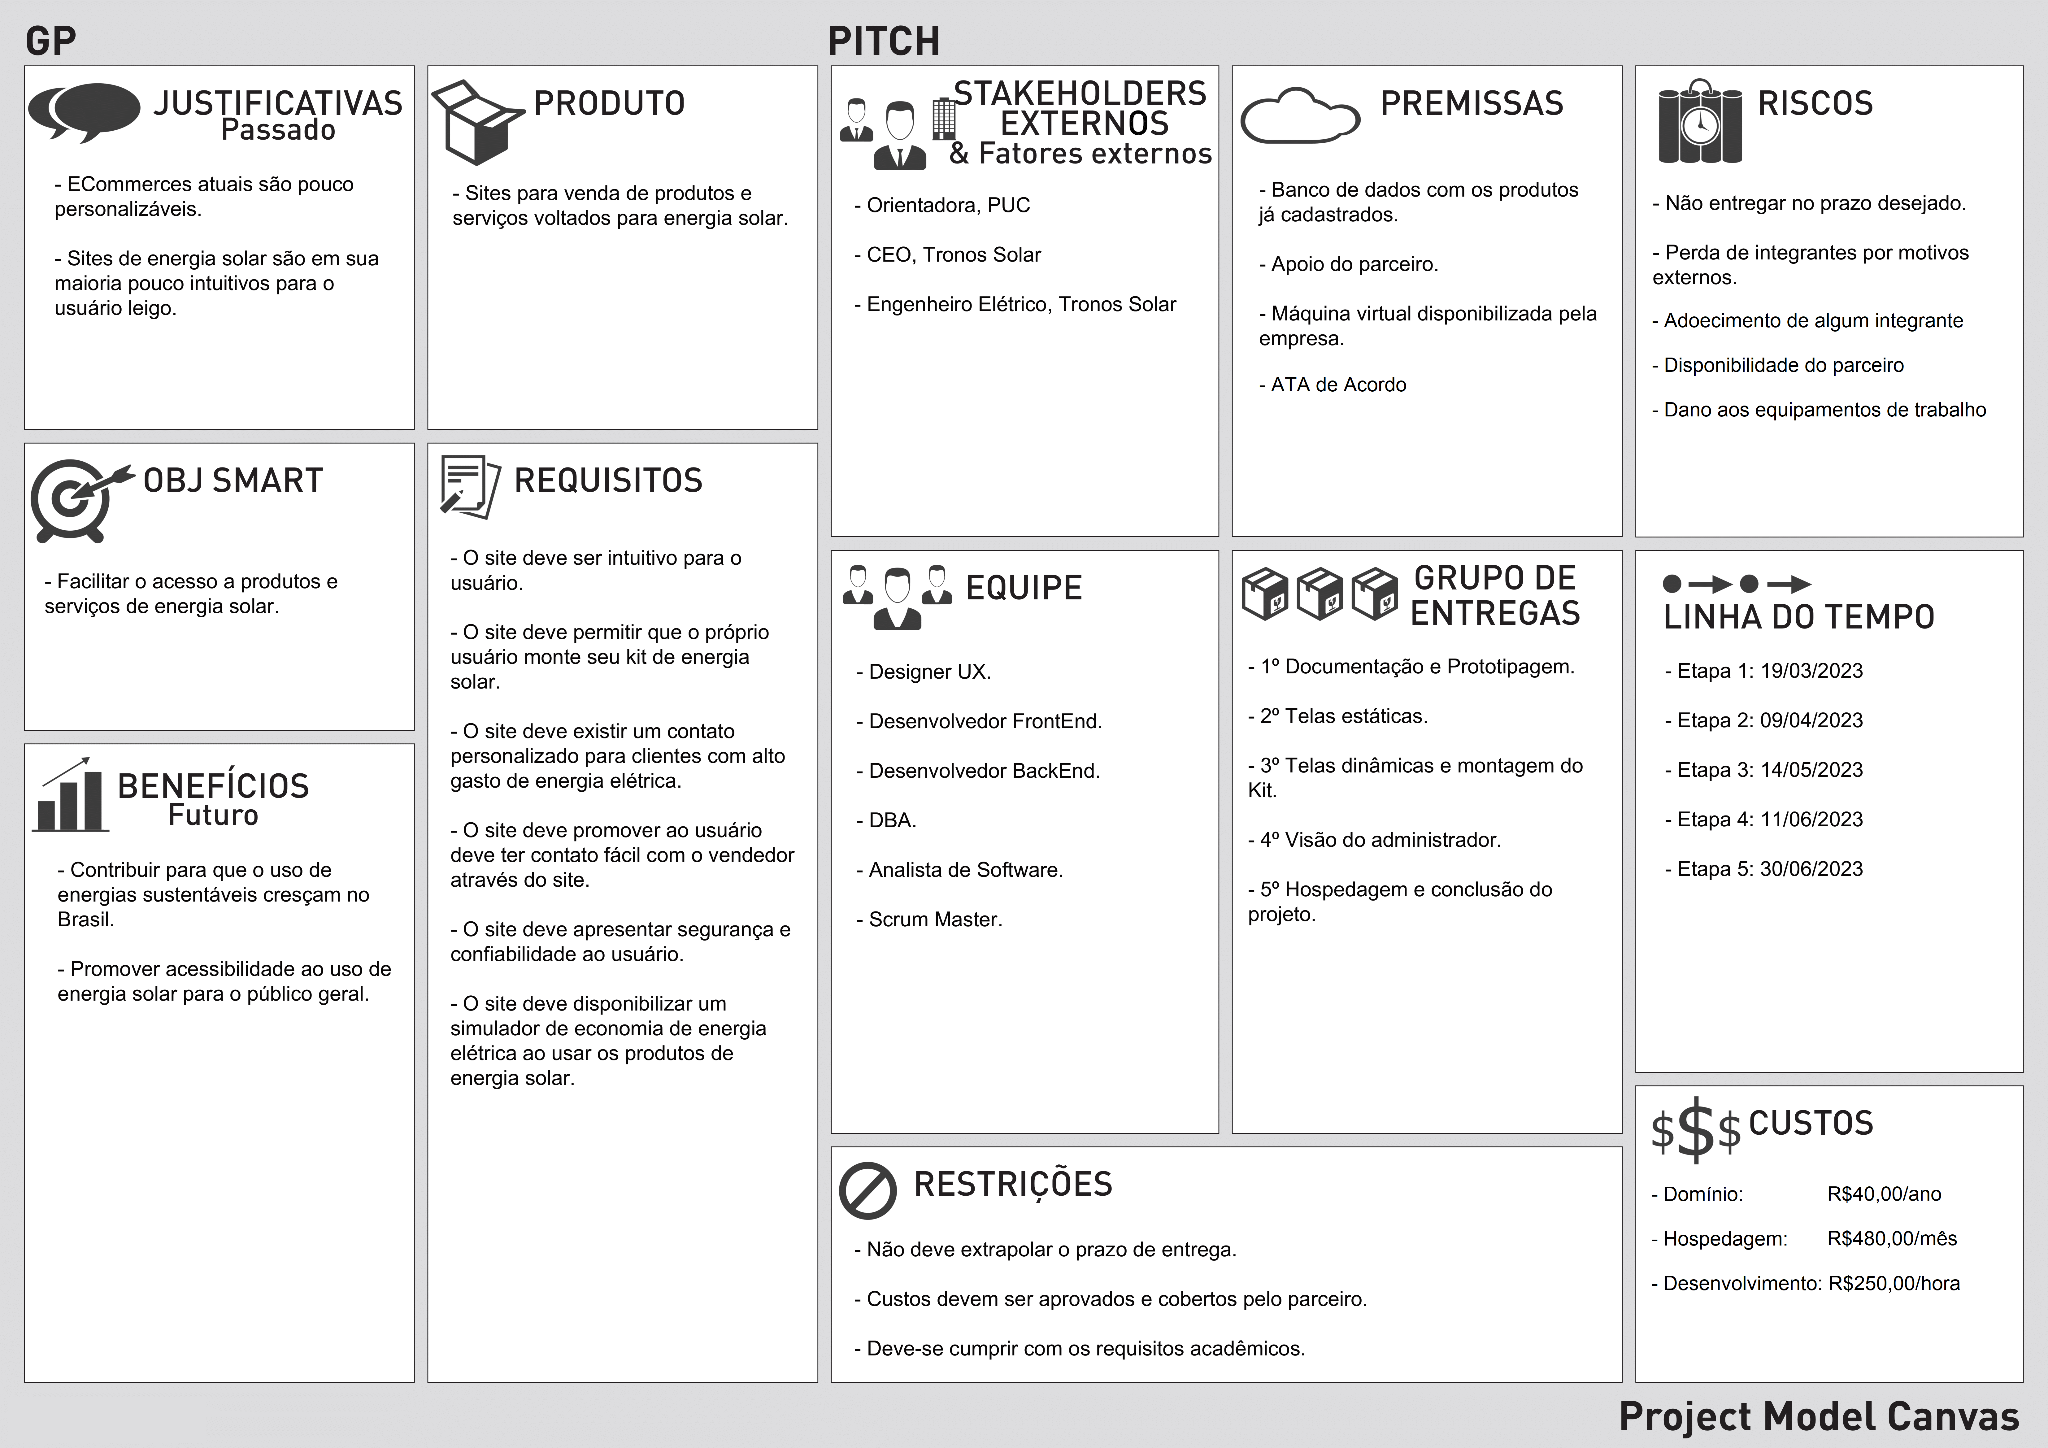 GP
PITCH
JUSTIFICATIVAS
Passado
- ECommerces atuais são pouco
personalizáveis.
- Sites de energia solar são em sua
maioria pouco intuitivos para o
usuário leigo.
PRODUTO
- Sites para venda de produtos e
serviços voltados para energia solar.
STAKEHOLDERS
EXTERNOS
& Fatores externos
- Orientadora, PUC
- CEO, Tronos Solar
- Engenheiro Elétrico, Tronos Solar
PREMISSAS
- Banco de dados com os produtos
já cadastrados.
- Apoio do parceiro.
- Máquina virtual disponibilizada pela
empresa.
- ATA de Acordo
RISCOS
- Não entregar no prazo desejado.
- Perda de integrantes por motivos
externos.
- Adoecimento de algum integrante
- Disponibilidade do parceiro
- Dano aos equipamentos de trabalho
OBJ SMART
- Facilitar o acesso a produtos e
serviços de energia solar.
REQUISITOS
- O site deve ser intuitivo para o
usuário.
- O site deve permitir que o próprio
usuário monte seu kit de energia
solar.
- O site deve existir um contato
personalizado para clientes com alto
gasto de energia elétrica.
- O site deve promover ao usuário
deve ter contato fácil com o vendedor
através do site.
- O site deve apresentar segurança e
confiabilidade ao usuário.
- O site deve disponibilizar um
simulador de economia de energia
elétrica ao usar os produtos de
energia solar.
EQUIPE
- Designer UX.
- Desenvolvedor FrontEnd.
- Desenvolvedor BackEnd.
- DBA.
- Analista de Software.
- Scrum Master.
GRUPO DE
ENTREGAS
- 1º Documentação e Prototipagem.
- 2º Telas estáticas.
- 3º Telas dinâmicas e montagem do
Kit.
- 4º Visão do administrador.
- 5º Hospedagem e conclusão do
projeto.
LINHA DO TEMPO
- Etapa 1: 19/03/2023
- Etapa 2: 09/04/2023
- Etapa 3: 14/05/2023
- Etapa 4: 11/06/2023
- Etapa 5: 30/06/2023
BENEFÍCIOS
Futuro
- Contribuir para que o uso de
energias sustentáveis cresçam no
Brasil.
- Promover acessibilidade ao uso de
energia solar para o público geral.
RESTRIÇÕES
- Não deve extrapolar o prazo de entrega.
- Custos devem ser aprovados e cobertos pelo parceiro.
- Deve-se cumprir com os requisitos acadêmicos.
$$$ CUSTOS
- Domínio: R$40,00/ano
- Hospedagem: R$480,00/mês
- Desenvolvimento: R$250,00/hora
Project Model Canvas